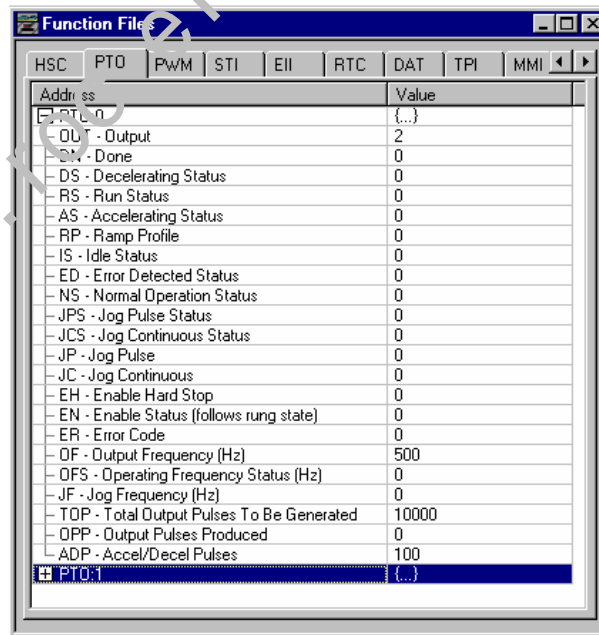 Function Files
HSC PTO PWM STI EII RTC DAT TPI MMI
Address Value
PTO:0 {...}
OUT - Output 2
DN - Done 0
DS - Decelerating Status 0
RS - Run Status 0
AS - Accelerating Status 0
RP - Ramp Profile 0
IS - Idle Status 0
ED - Error Detected Status 0
NS - Normal Operation Status 0
JPS - Jog Pulse Status 0
JCS - Jog Continuous Status 0
JP - Jog Pulse 0
JC - Jog Continuous 0
EH - Enable Hard Stop 0
EN - Enable Status (follows rung state) 0
ER - Error Code 0
OF - Output Frequency (Hz) 500
OFS - Operating Frequency Status (Hz) 0
JF - Jog Frequency (Hz) 0
TOP - Total Output Pulses To Be Generated 10000
OPP - Output Pulses Produced 0
ADP - Accel/Decel Pulses 100
PTO:1 {...}